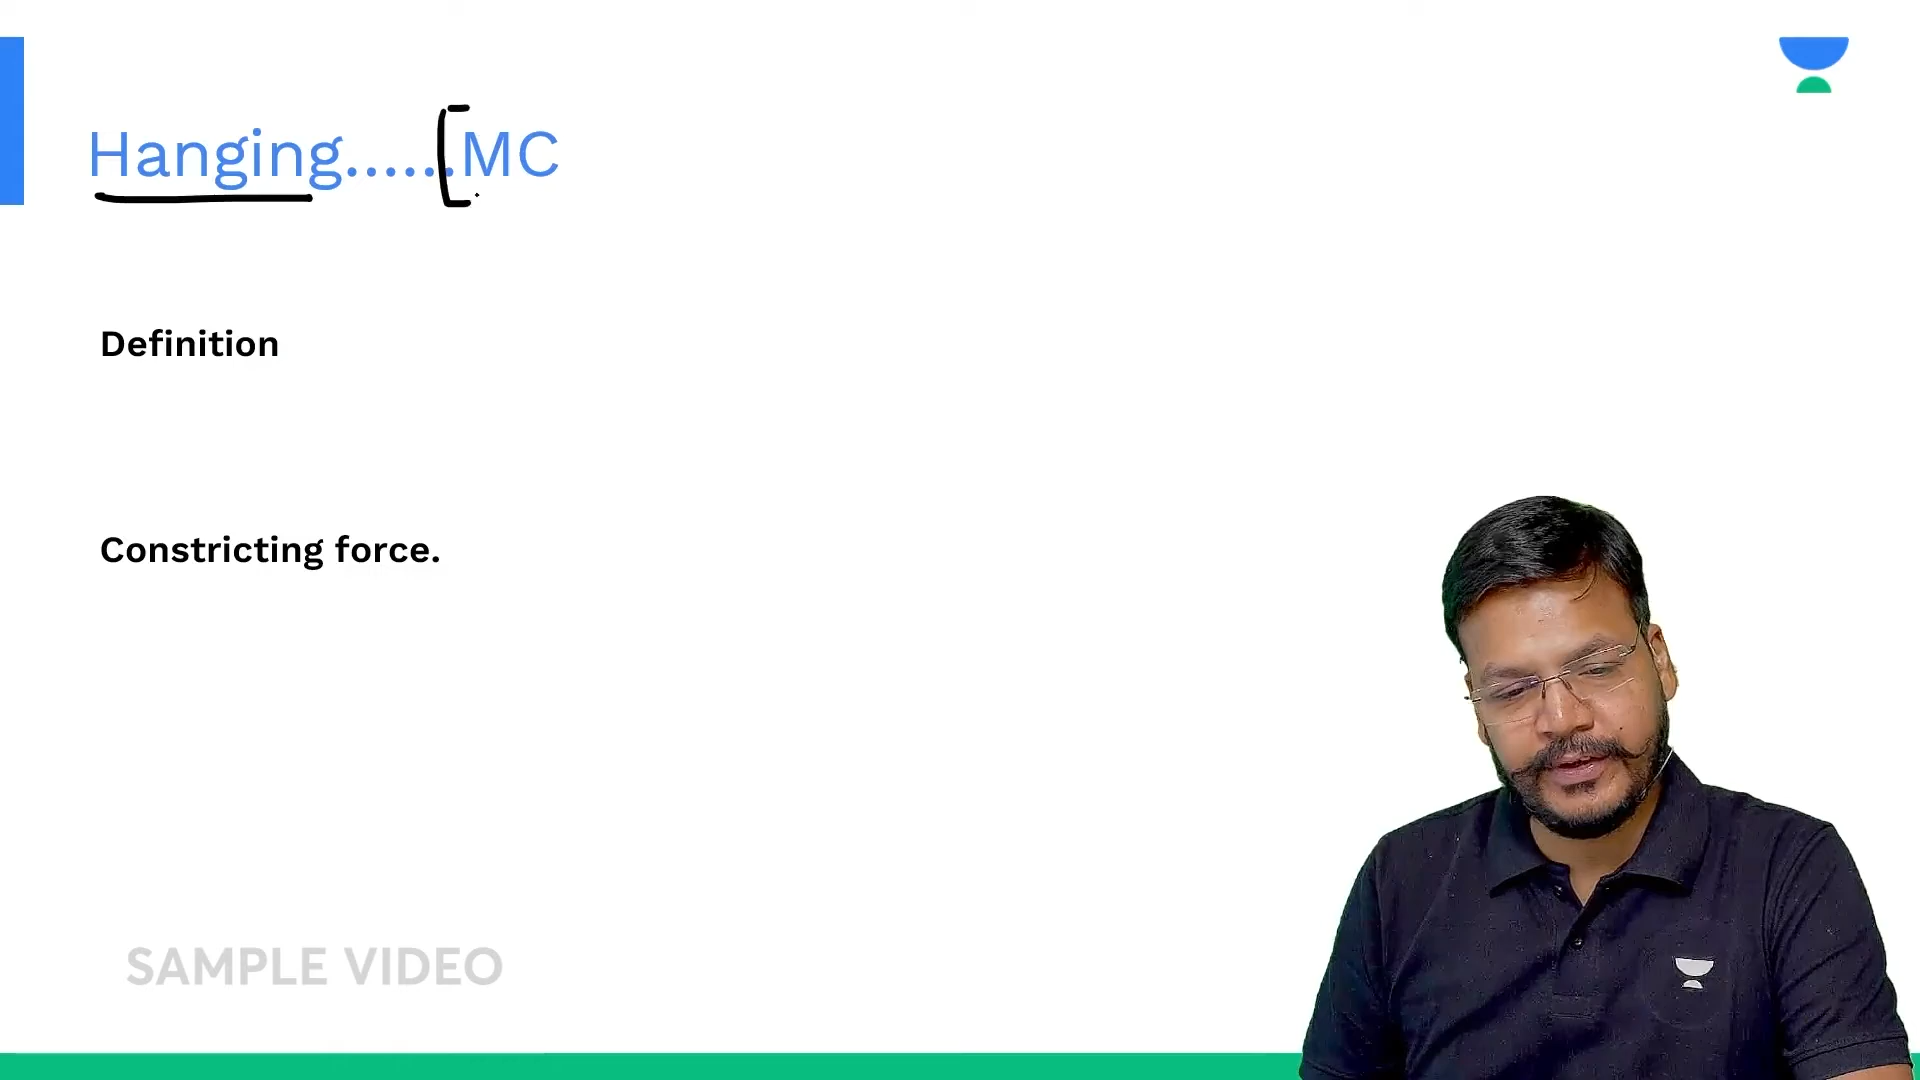 Hanging......MC
Definition
Constricting force.
SAMPLE VIDEO